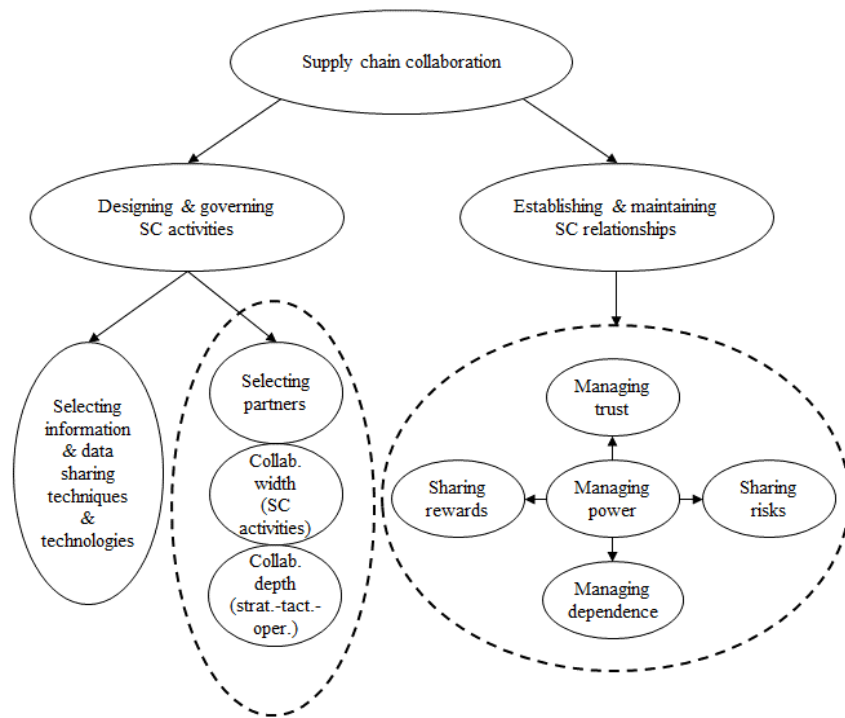 Supply chain collaboration
Designing & governing
SC activities
Establishing & maintaining
SC relationships
Selecting
information
& data
sharing
techniques
&
technologies
Selecting
partners
Collab.
width
(SC
activities)
Collab.
depth
(strat.-tact.-
oper.)
Managing
trust
Sharing
rewards
Managing
power
Sharing
risks
Managing
dependence